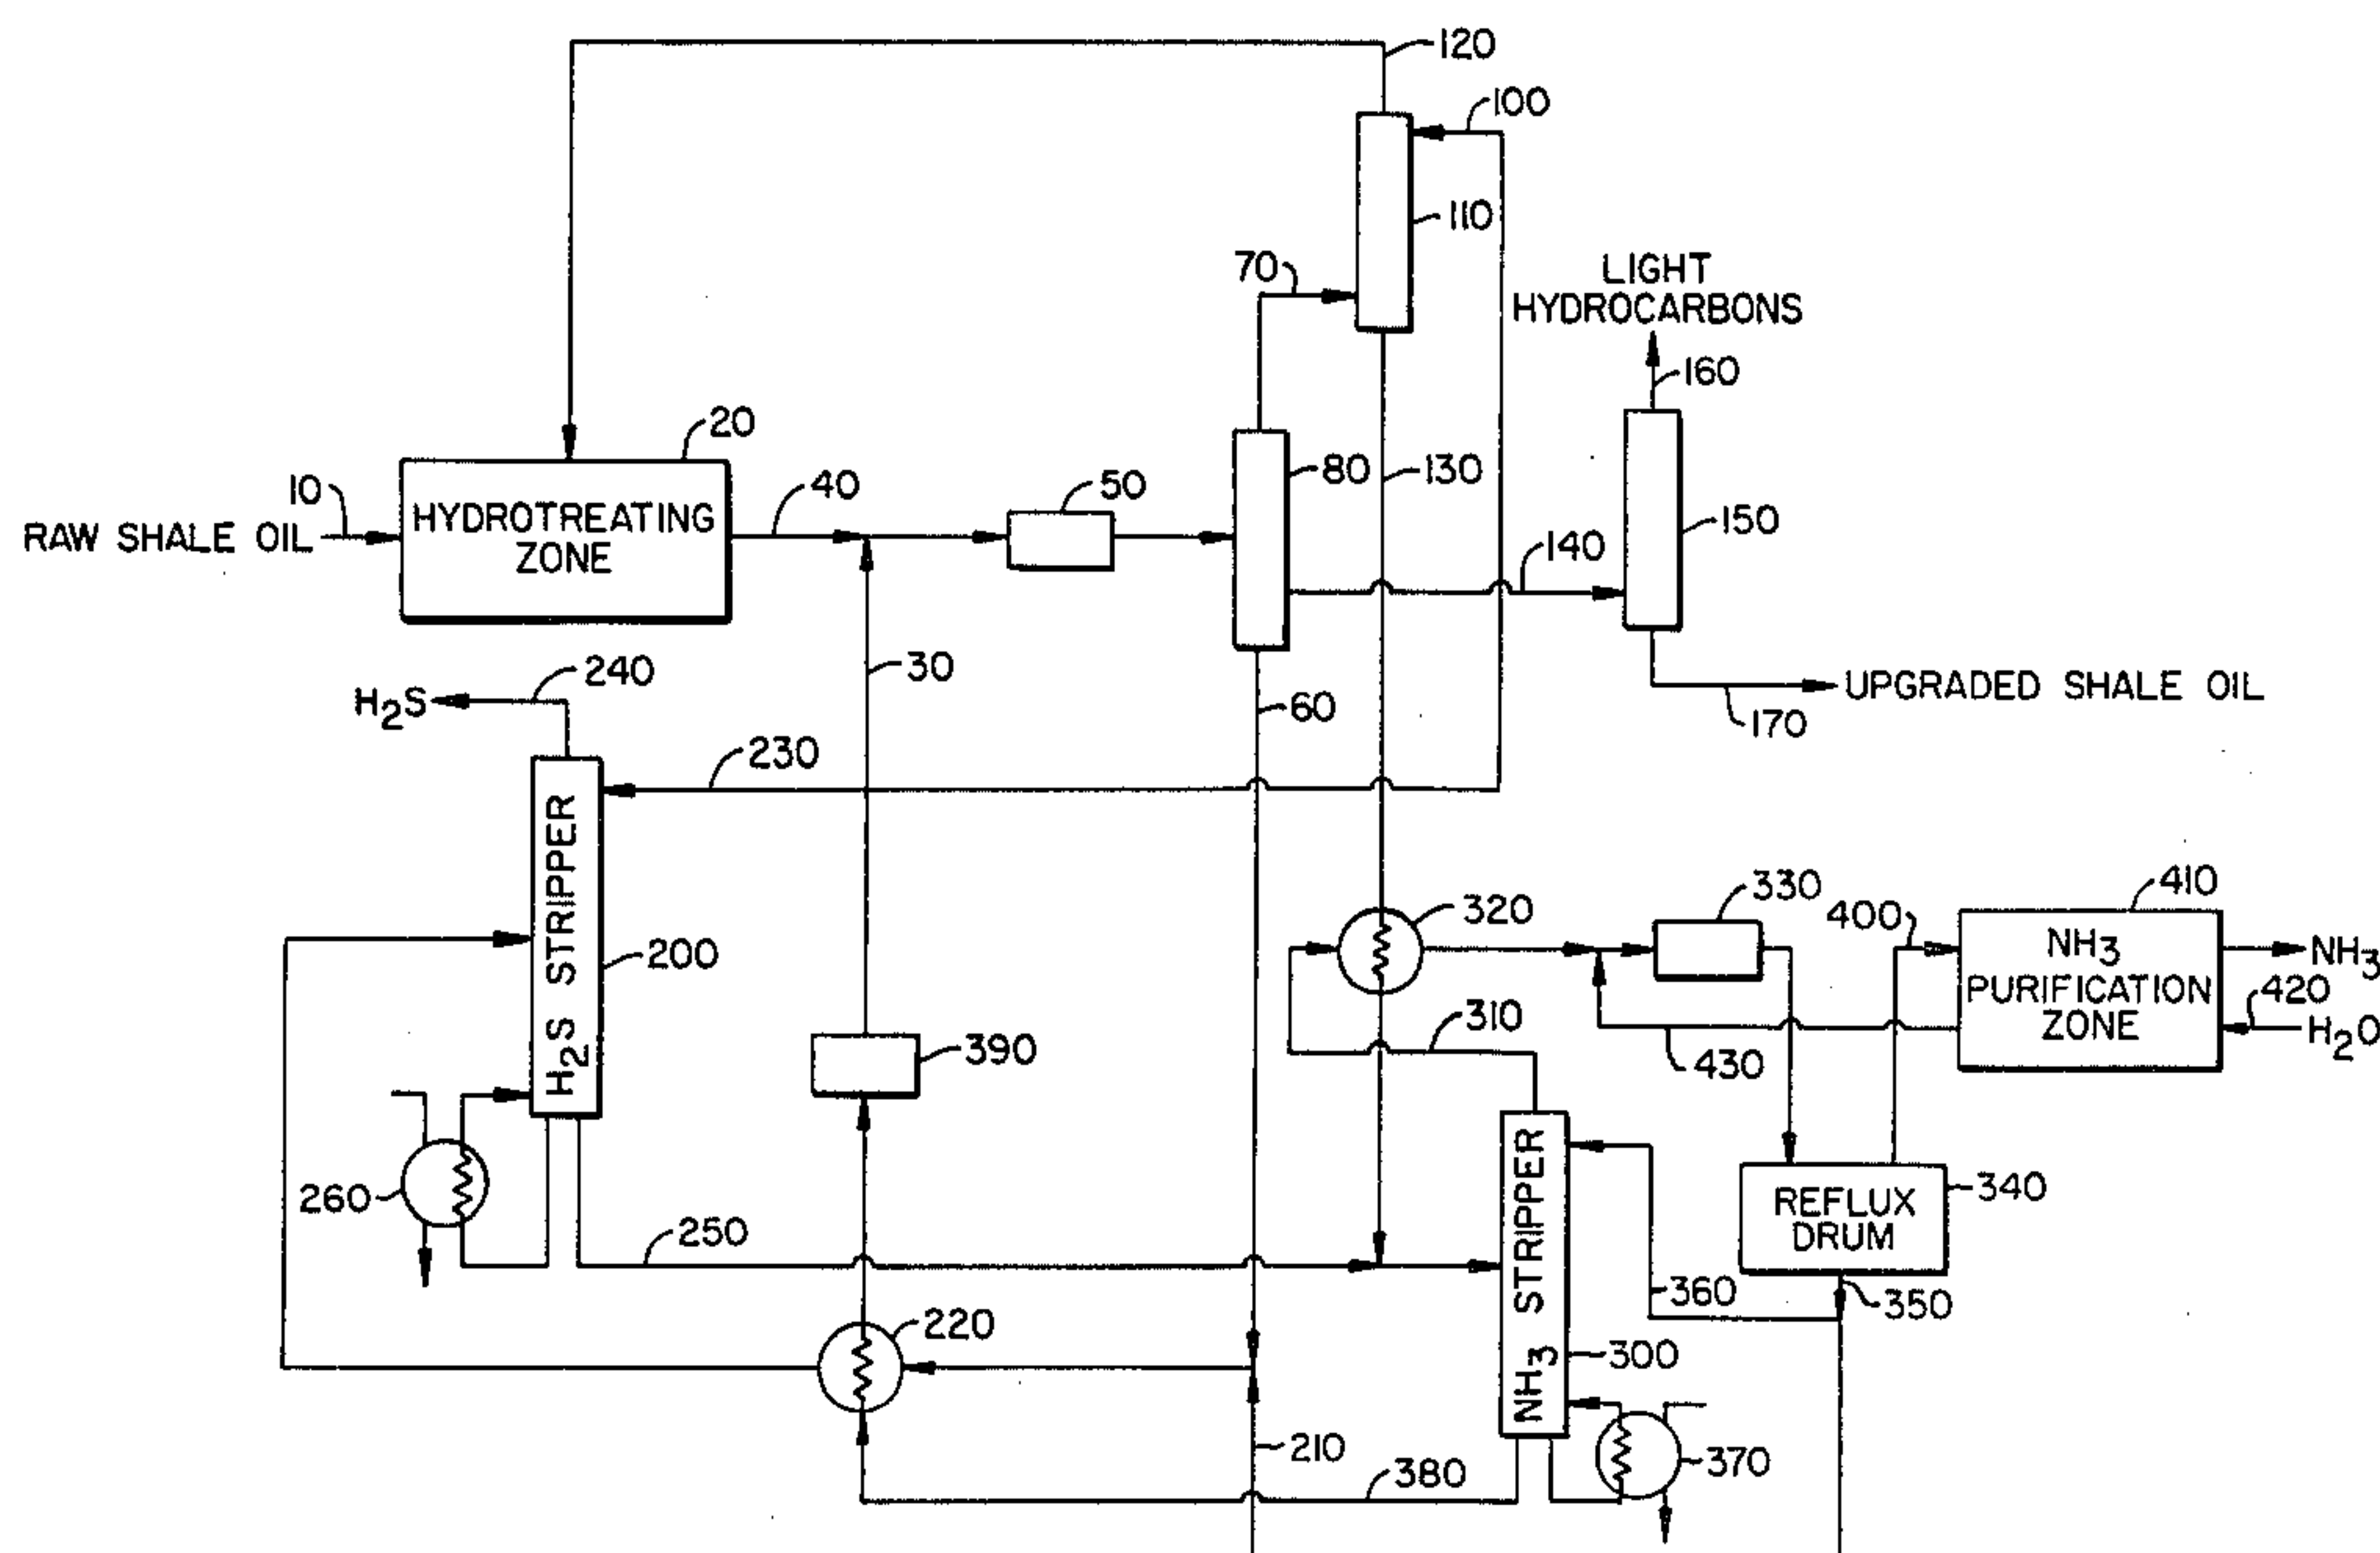 120
100
110
70
LIGHT
HYDROCARBONS
160
20
80
130
150
10
RAW SHALE OIL
HYDROTREATING
ZONE
40
50
140
30
60
UPGRADED SHALE OIL
170
240
H2S
230
H2S STRIPPER
200
320
330
400
410
NH3
PURIFICATION
ZONE
NH3
420
H2O
430
310
390
260
250
220
NH3 STRIPPER
300
REFLUX
DRUM
340
350
360
210
380
370